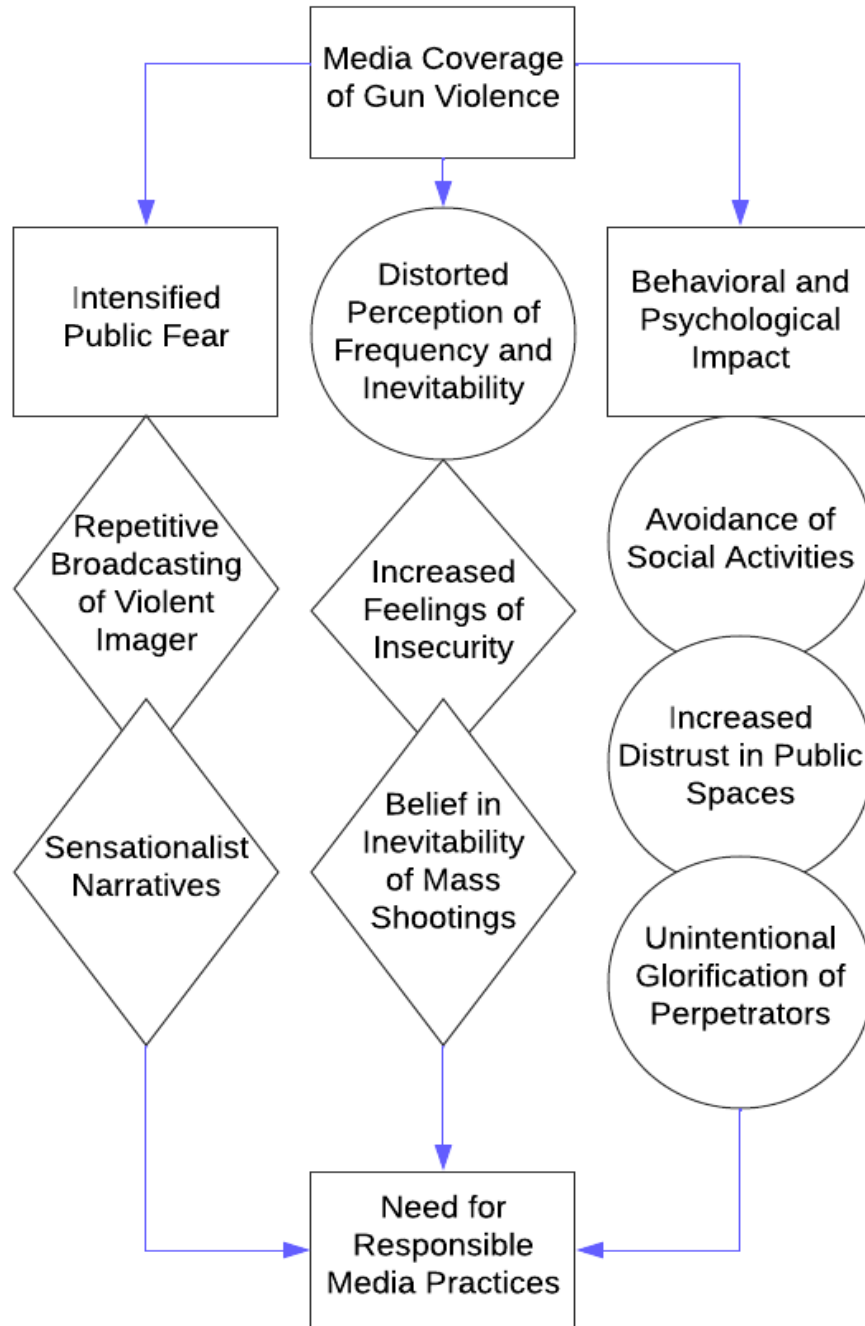 Media Coverage
of Gun Violence
Intensified
Public Fear
Distorted
Perception of
Frequency and
Inevitability
Behavioral and
Psychological
Impact
Repetitive
Broadcasting
of Violent
Imager
Increased
Feelings of
Insecurity
Avoidance of
Social Activities
Sensationalist
Narratives
Belief in
Inevitability
of Mass
Shootings
Increased
Distrust in Public
Spaces
Unintentional
Glorification of
Perpetrators
Need for
Responsible
Media Practices